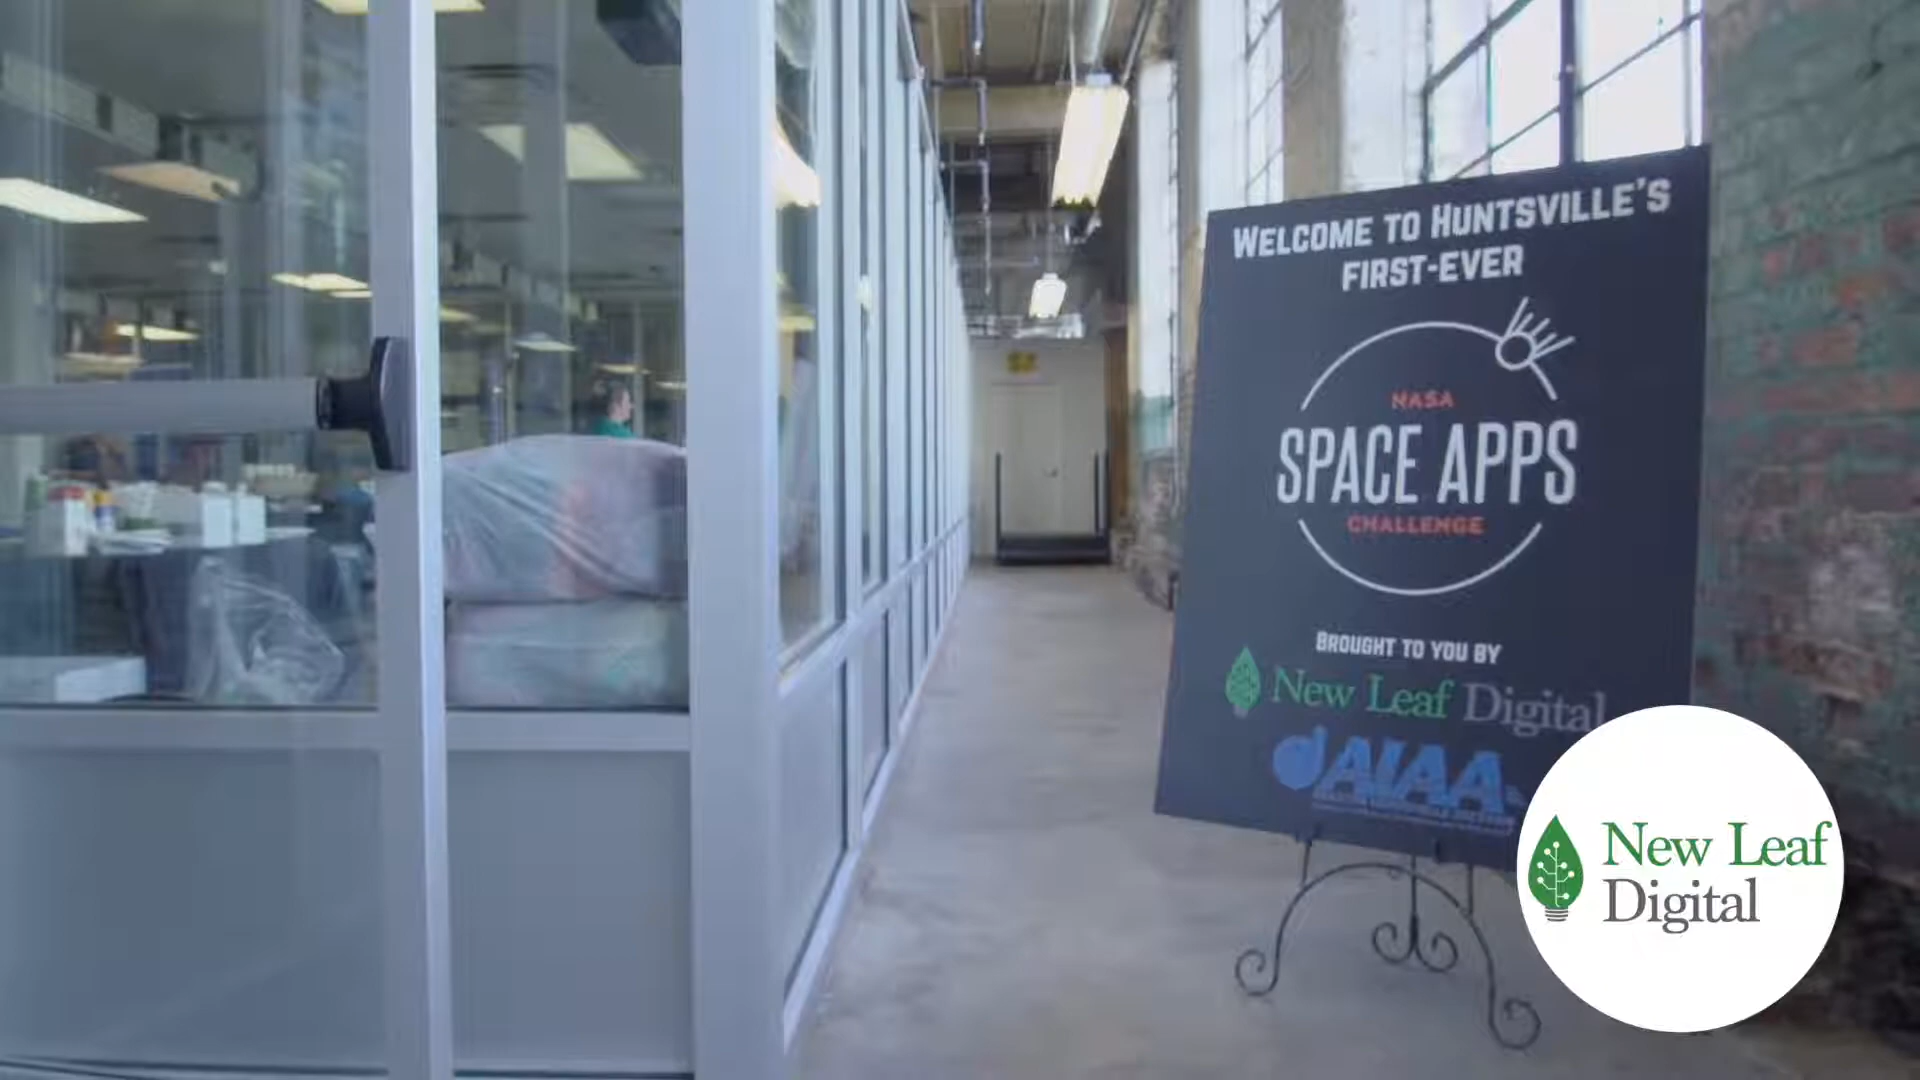 WELCOME TO HUNTSVILLE'S
FIRST-EVER
NASA
SPACE APPS
CHALLENGE
BROUGHT TO YOU BY
New Leaf Digital
AIAA
New Leaf
Digital